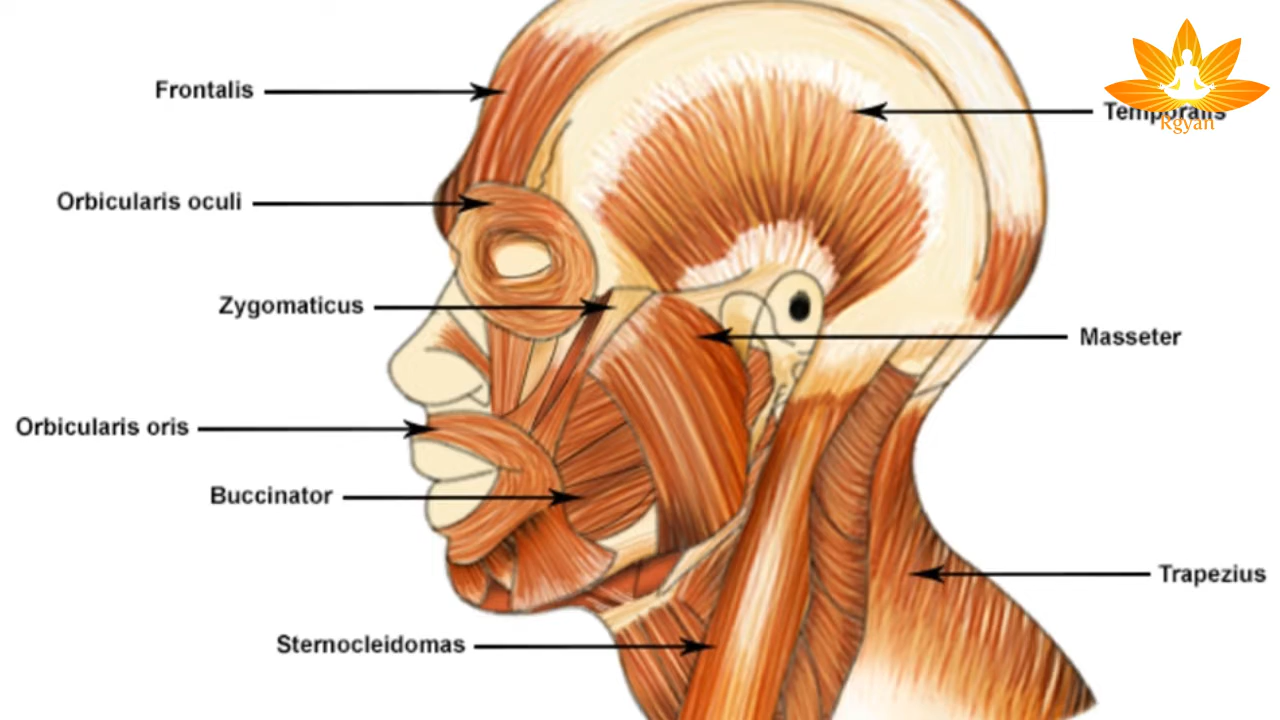 Frontalis
Temporalis
Rgyan
Orbicularis oculi
Zygomaticus
Masseter
Orbicularis oris
Buccinator
Trapezius
Sternocleidomas